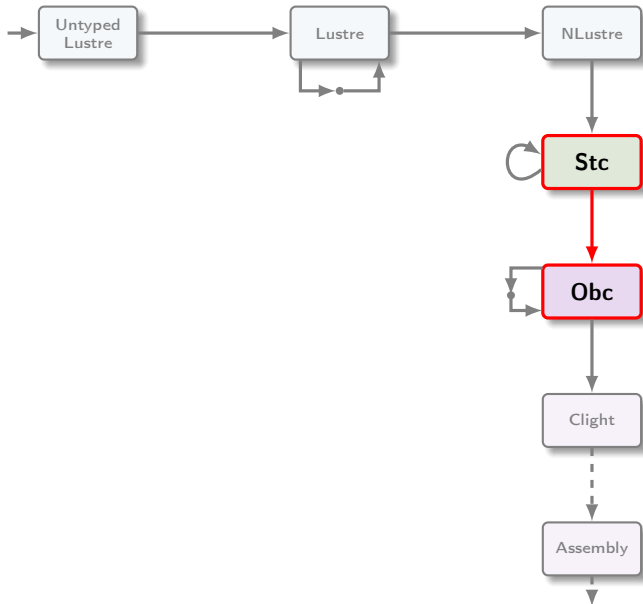 Untyped
Lustre
Lustre
NLustre
Stc
Obc
Clight
Assembly